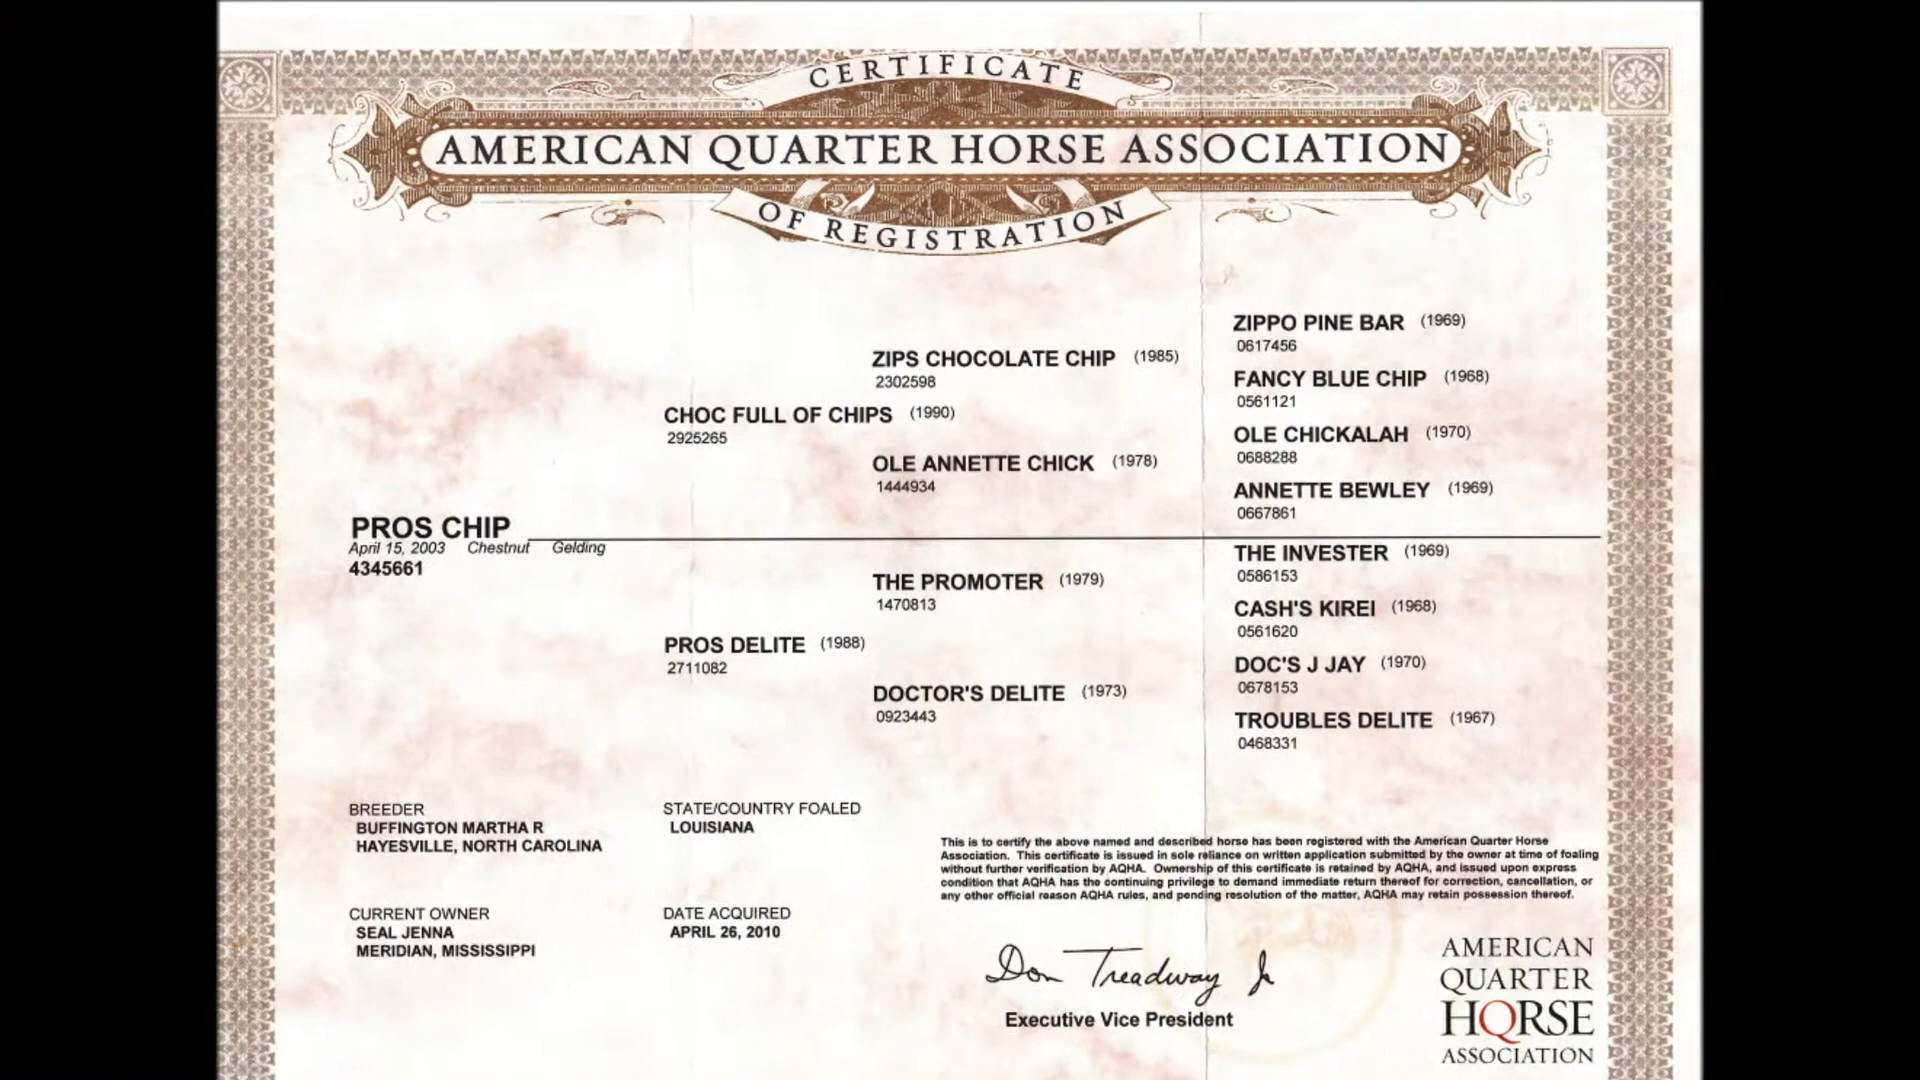 CERTIFICATE
AMERICAN QUARTER HORSE ASSOCIATION
OF REGISTRATION
ZIPPO PINE BAR (1969)
0617456
ZIPS CHOCOLATE CHIP (1985)
2302598
FANCY BLUE CHIP (1968)
0561121
CHOC FULL OF CHIPS (1990)
2925265
OLE CHICKALAH (1970)
0688288
OLE ANNETTE CHICK (1978)
1444934
ANNETTE BEWLEY (1969)
0667861
PROS CHIP
April 15, 2003 Chestnut Gelding
4345661
THE INVESTER (1969)
0586153
THE PROMOTER (1979)
1470813
CASH'S KIREI (1968)
0561620
PROS DELITE (1988)
2711082
DOC'S J JAY (1970)
0678153
DOCTOR'S DELITE (1973)
0923443
TROUBLES DELITE (1967)
0468331
BREEDER
BUFFINGTON MARTHA R
HAYESVILLE, NORTH CAROLINA
STATE/COUNTRY FOALED
LOUISIANA
CURRENT OWNER
SEAL JENNA
MERIDIAN, MISSISSIPPI
DATE ACQUIRED
APRIL 26, 2010
This is to certify the above named and described horse has been registered with the American Quarter Horse
Association. This certificate is issued in sole reliance on written application submitted by the owner at time of foaling
without further verification by AQHA. Ownership of this certificate is retained by AQHA, and issued upon express
condition that AQHA has the continuing privilege to demand immediate return thereof for correction, cancellation, or
any other official reason AQHA rules, and pending resolution of the matter, AQHA may retain possession thereof.
Don Treadway Jr
Executive Vice President
AMERICAN
QUARTER
HORSE
ASSOCIATION